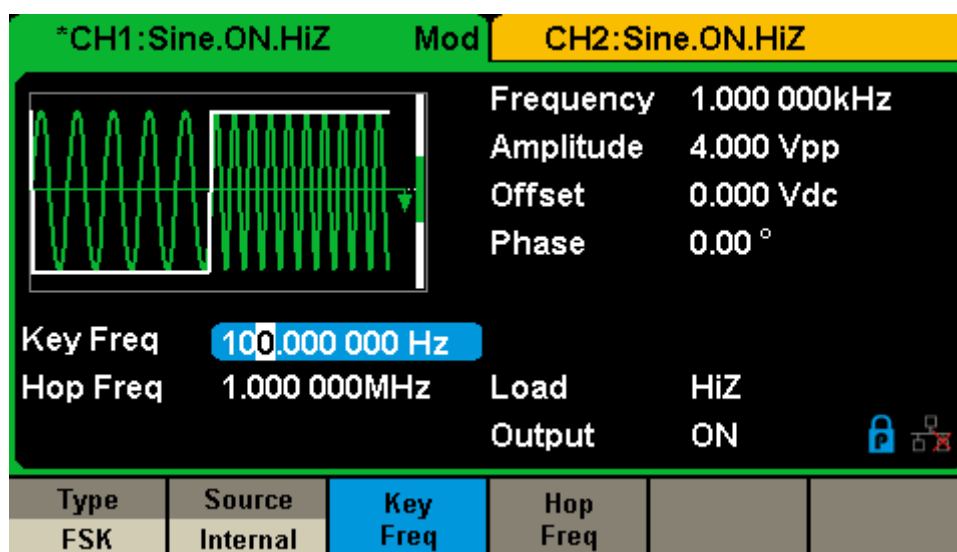 *CH1:Sine.ON.HiZ Mod CH2:Sine.ON.HiZ
Frequency 1.000 000kHz
Amplitude 4.000 Vpp
Offset 0.000 Vdc
Phase 0.00 °
Key Freq 100.000 000 Hz
Hop Freq 1.000 000MHz
Load HiZ
Output ON
P
Type Source Key Freq Hop Freq
FSK Internal